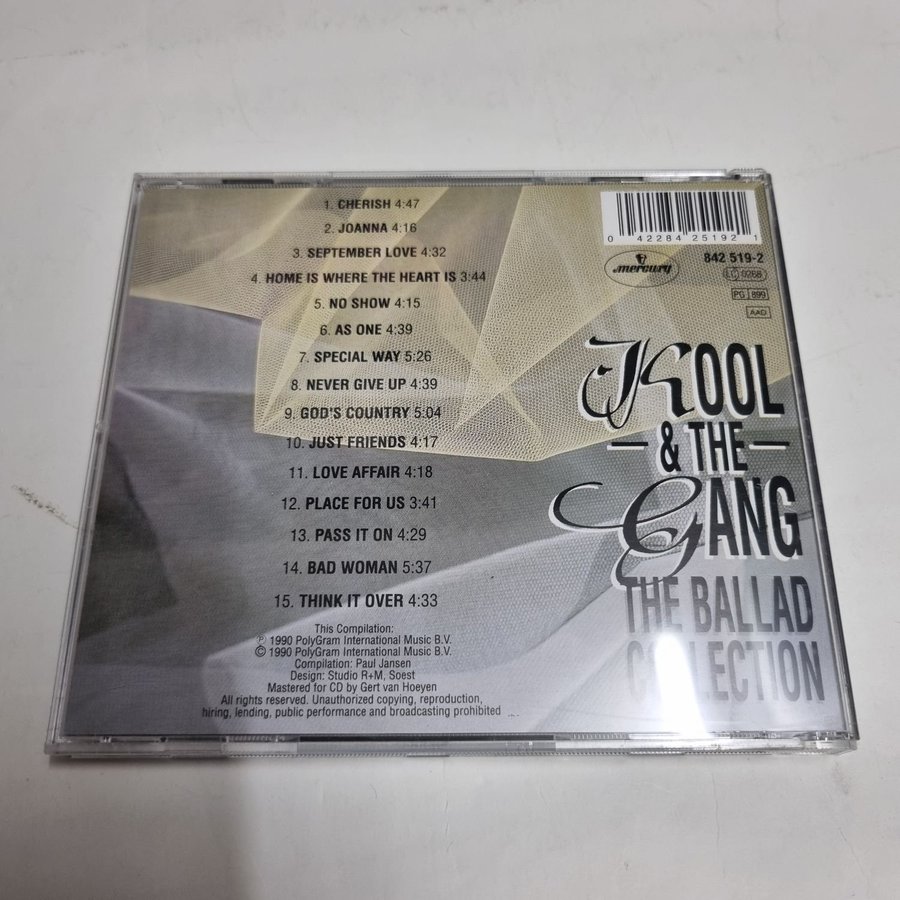 1. CHERISH 4:47
2. JOANNA 4:16
3. SEPTEMBER LOVE 4:32
4. HOME IS WHERE THE HEART IS 3:44
5. NO SHOW 4:15
6. AS ONE 4:39
7. SPECIAL WAY 5:26
8. NEVER GIVE UP 4:39
9. GOD'S COUNTRY 5:04
10. JUST FRIENDS 4:17
11. LOVE AFFAIR 4:18
12. PLACE FOR US 3:41
13. PASS IT ON 4:29
14. BAD WOMAN 5:37
15. THINK IT OVER 4:33
This Compilation:
℗ 1990 PolyGram International Music B.V.
© 1990 PolyGram International Music B.V.
Compilation: Paul Jansen
Design: Studio R+M, Soest
Mastered for CD by Gert van Hoeyen
All rights reserved. Unauthorized copying, reproduction,
hiring, lending, public performance and broadcasting prohibited
0 42284 25192 1
842 519-2
mercury
LC 0268
PG 899
AAD
KOOL
& THE
GANG
THE BALLAD
COLLECTION